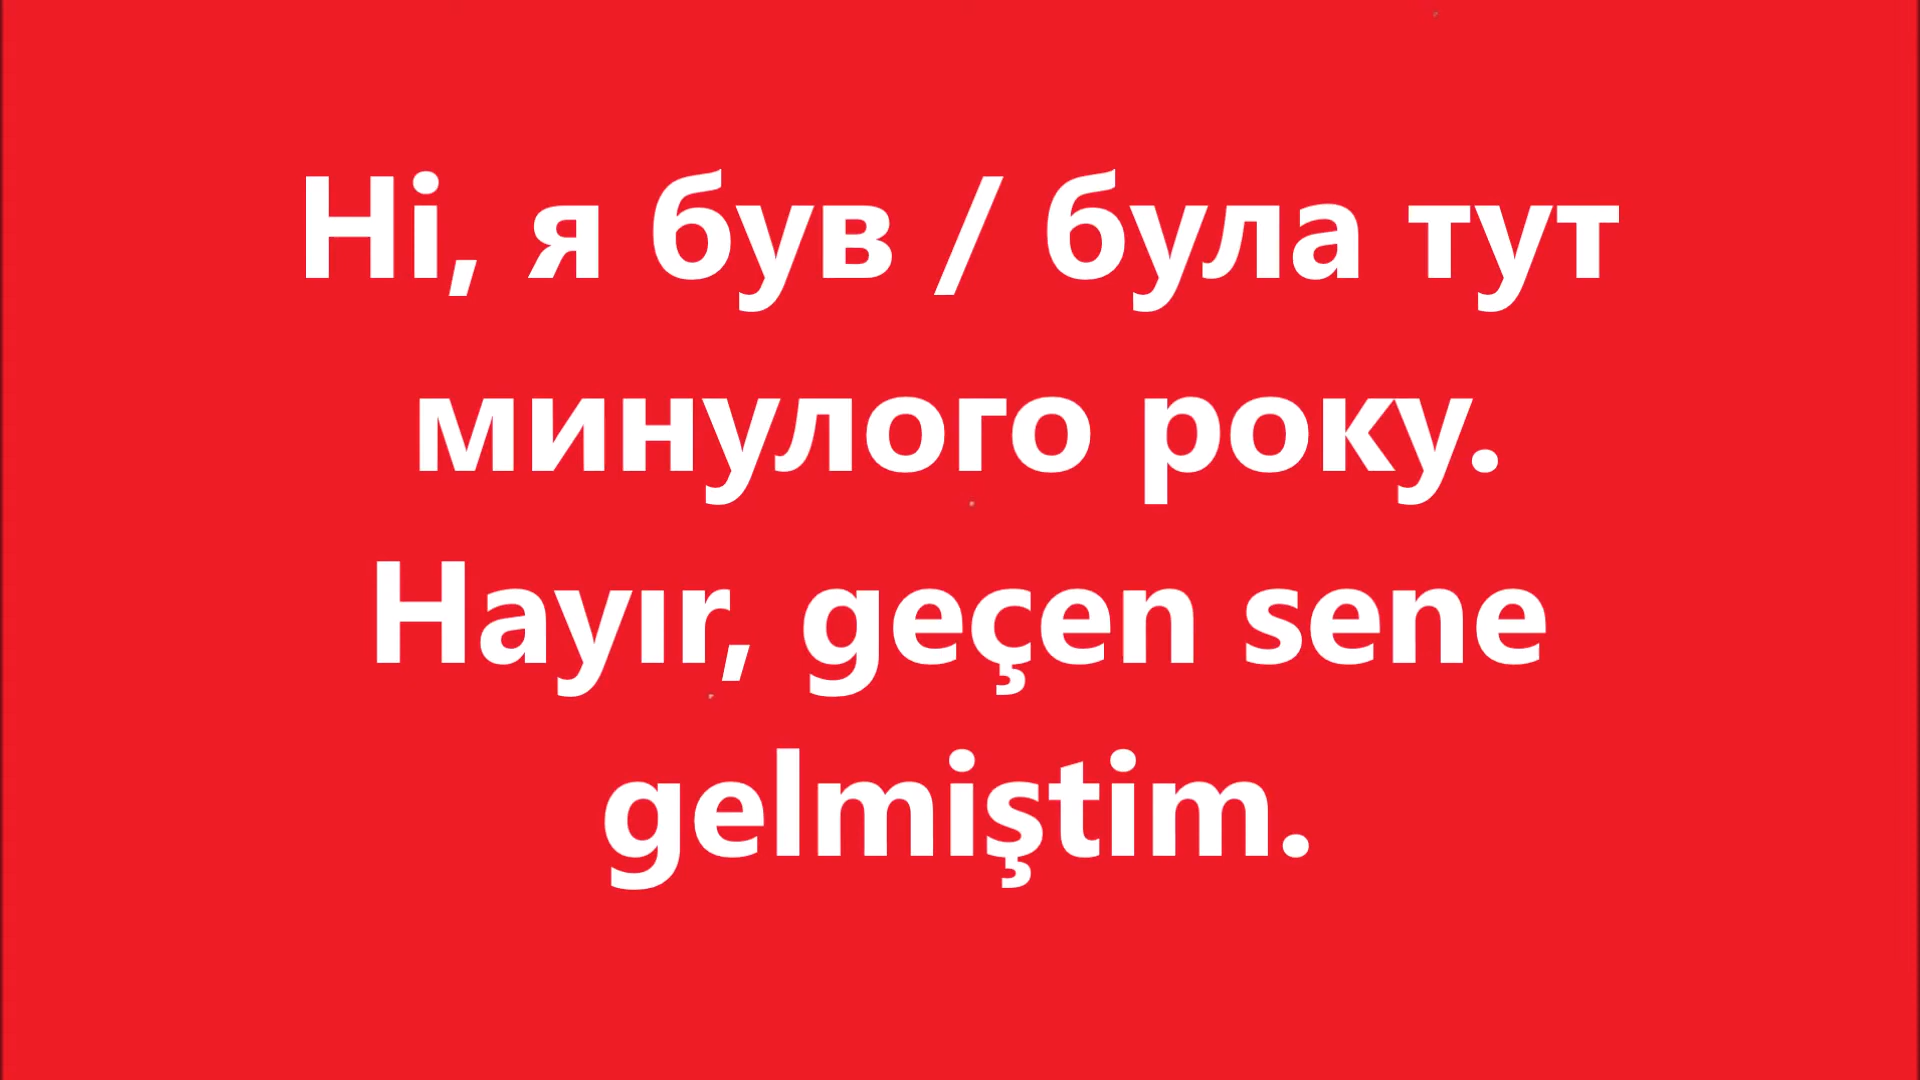 Ні, я був / була тут
минулого року.
Hayır, geçen sene
gelmiştim.